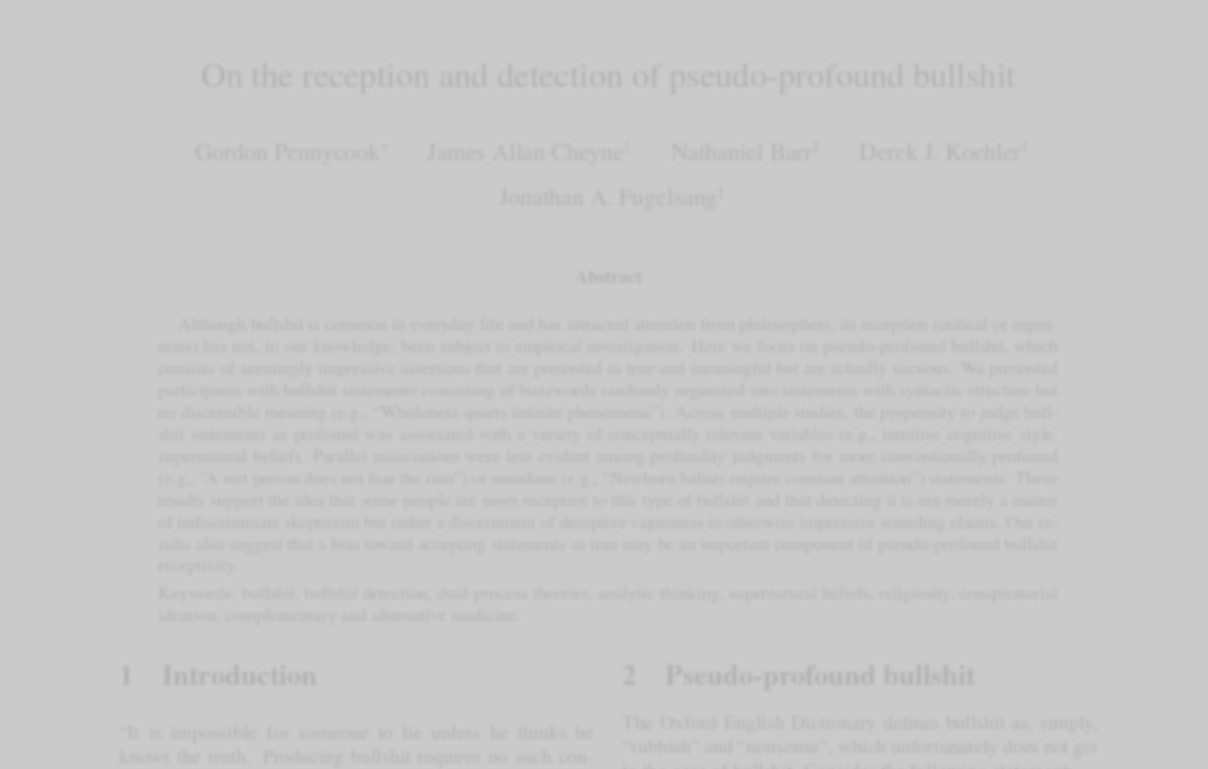 On the reception and detection of pseudo-profound bullshit
Gordon Pennycook* James Allan Cheyne† Nathaniel Barr‡ Derek J. Koehler†
Jonathan A. Fugelsang†
Abstract
Although bullshit is common in everyday life and has attracted attention from philosophers, its reception (critical or ingen-
uous) has not, to our knowledge, been subject to empirical investigation. Here we focus on pseudo-profound bullshit, which
consists of seemingly impressive assertions that are presented as true and meaningful but are actually vacuous. We presented
participants with bullshit statements consisting of buzzwords randomly organized into statements with syntactic structure but
no discernible meaning (e.g., “Wholeness quiets infinite phenomena”). Across multiple studies, the propensity to judge bull-
shit statements as profound was associated with a variety of conceptually relevant variables (e.g., intuitive cognitive style,
supernatural belief). Parallel associations were less evident among profundity judgments for more conventionally profound
(e.g., “A wet person does not fear the rain”) or mundane (e.g., “Newborn babies require constant attention”) statements. These
results support the idea that some people are more receptive to this type of bullshit and that detecting it is not merely a matter
of indiscriminate skepticism but rather a discernment of deceptive vagueness in otherwise impressive sounding claims. Our re-
sults also suggest that a bias toward accepting statements as true may be an important component of pseudo-profound bullshit
receptivity.
Keywords: bullshit, bullshit detection, dual-process theories, analytic thinking, supernatural beliefs, religiosity, conspiratorial
ideation, complementary and alternative medicine.
1 Introduction
“It is impossible for someone to lie unless he thinks he
knows the truth. Producing bullshit requires no such con-
2 Pseudo-profound bullshit
The Oxford English Dictionary defines bullshit as, simply,
“rubbish” and “nonsense”, which unfortunately does not get